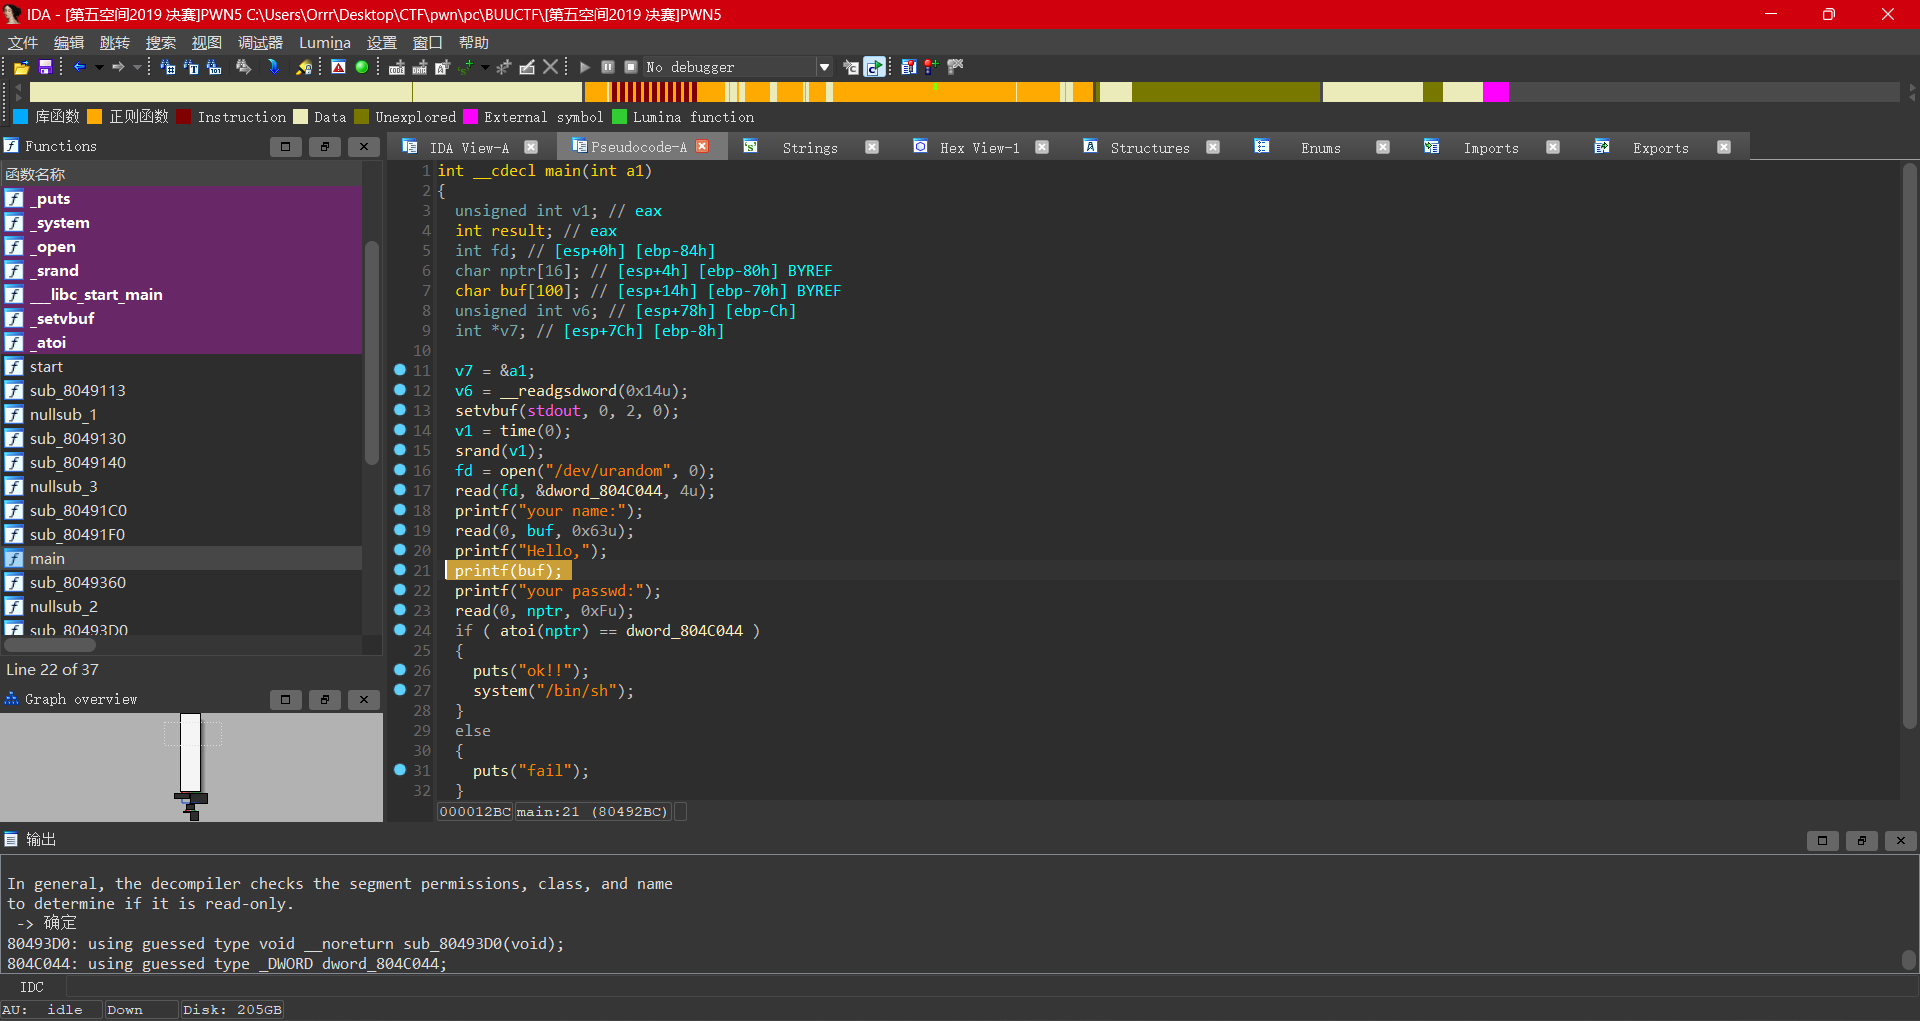 IDA - [第五空间2019 决赛]PWN5 C:\Users\Orrr\Desktop\CTF\pwn\pc\BUUCTF\[第五空间2019 决赛]PWN5
文件 编辑 跳转 搜索 视图 调试器 Lumina 设置 窗口 帮助
No debugger
库函数 正则函数 Instruction Data Unexplored External symbol Lumina function
Functions
函数名称
_puts
_system
_open
_srand
___libc_start_main
_setvbuf
_atoi
start
sub_8049113
nullsub_1
sub_8049130
sub_8049140
nullsub_3
sub_80491C0
sub_80491F0
main
sub_8049360
nullsub_2
sub_80493D0
Line 22 of 37
Graph overview
IDA View-A Pseudocode-A Strings Hex View-1 Structures Enums Imports Exports
1 int __cdecl main(int a1)
2 {
3 unsigned int v1; // eax
4 int result; // eax
5 int fd; // [esp+0h] [ebp-84h]
6 char nptr[16]; // [esp+4h] [ebp-80h] BYREF
7 char buf[100]; // [esp+14h] [ebp-70h] BYREF
8 unsigned int v6; // [esp+78h] [ebp-Ch]
9 int *v7; // [esp+7Ch] [ebp-8h]
10
11 v7 = &a1;
12 v6 = __readgsdword(0x14u);
13 setvbuf(stdout, 0, 2, 0);
14 v1 = time(0);
15 srand(v1);
16 fd = open("/dev/urandom", 0);
17 read(fd, &dword_804C044, 4u);
18 printf("your name:");
19 read(0, buf, 0x63u);
20 printf("Hello,");
21 printf(buf);
22 printf("your passwd:");
23 read(0, nptr, 0xFu);
24 if ( atoi(nptr) == dword_804C044 )
25 {
26 puts("ok!!");
27 system("/bin/sh");
28 }
29 else
30 {
31 puts("fail");
32 }
000012BC main:21 (80492BC)
输出
In general, the decompiler checks the segment permissions, class, and name
to determine if it is read-only.
-> 确定
80493D0: using guessed type void __noreturn sub_80493D0(void);
804C044: using guessed type _DWORD dword_804C044;
IDC
AU: idle Down Disk: 205GB